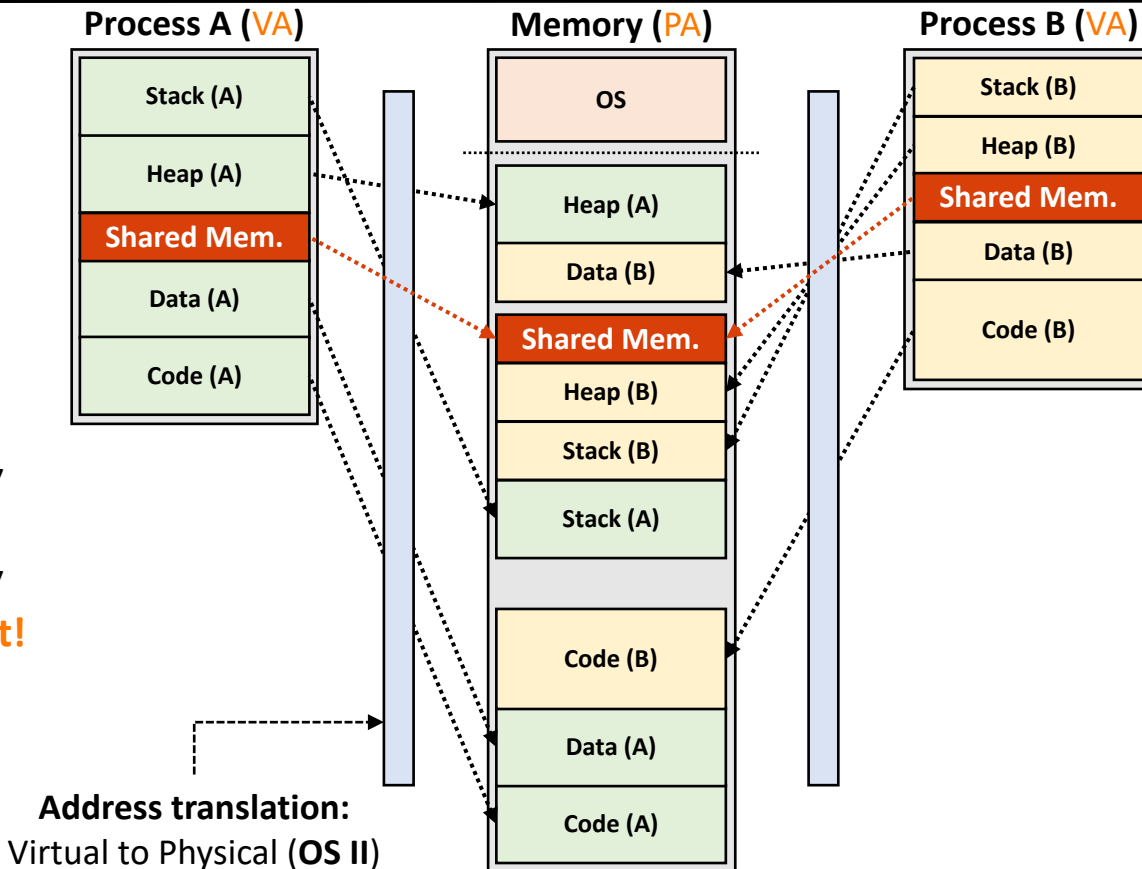 Process A (VA)
Stack (A)
Heap (A)
Shared Mem.
Data (A)
Code (A)
Memory (PA)
OS
Heap (A)
Data (B)
Shared Mem.
Heap (B)
Stack (B)
Stack (A)
Code (B)
Data (A)
Code (A)
Process B (VA)
Stack (B)
Heap (B)
Shared Mem.
Data (B)
Code (B)
y
y
t!
Address translation:
Virtual to Physical (OS II)